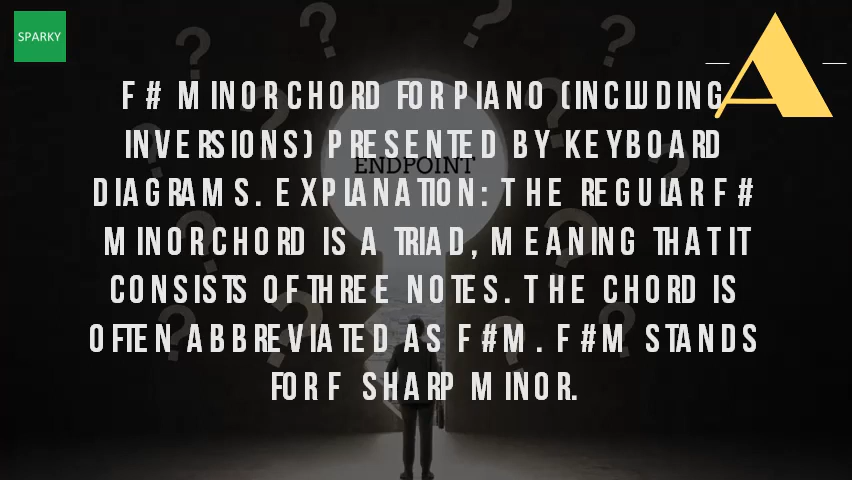 SPARKY
A
F# MINOR CHORD FOR PIANO (INCLUDING
INVERSIONS) PRESENTED BY KEYBOARD
ENDPOINT
DIAGRAMS. EXPLANATION: THE REGULAR F#
MINOR CHORD IS A TRIAD, MEANING THAT IT
CONSISTS OF THREE NOTES. THE CHORD IS
OFTEN ABBREVIATED AS F#M. F#M STANDS
FOR F SHARP MINOR.